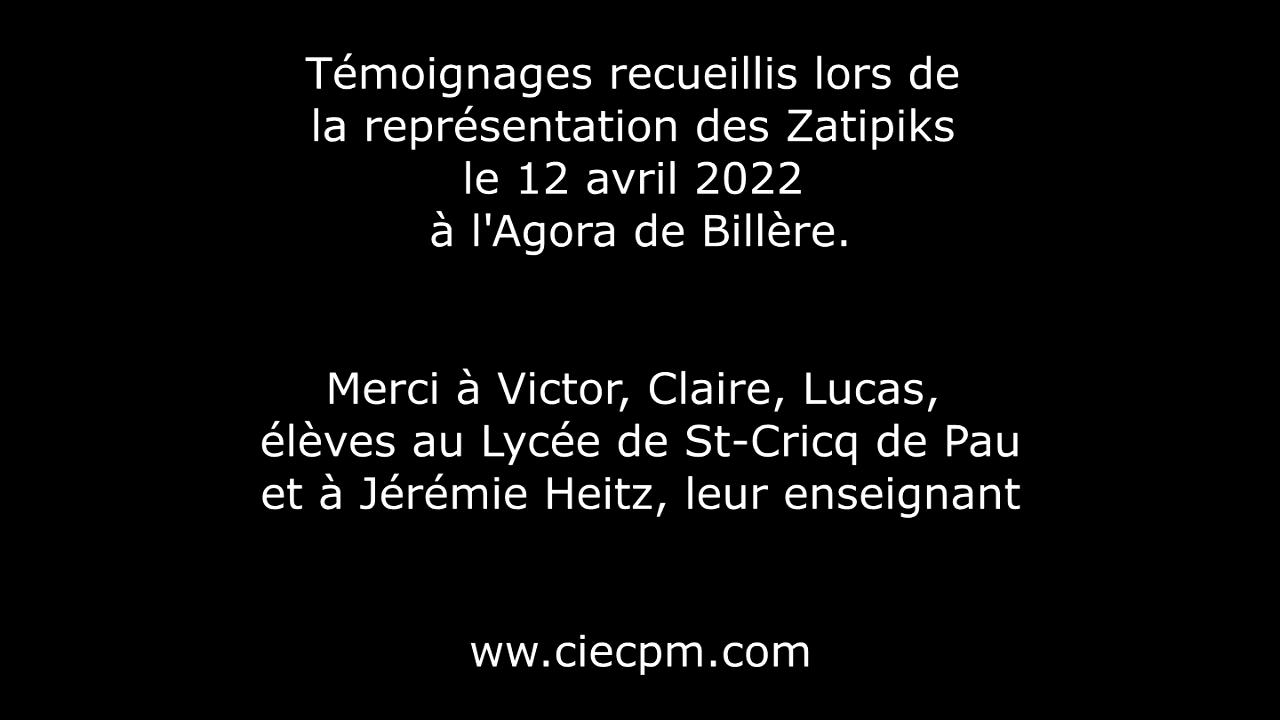 Témoignages recueillis lors de
la représentation des Zatipiks
le 12 avril 2022
à l'Agora de Billère.
Merci à Victor, Claire, Lucas,
élèves au Lycée de St-Cricq de Pau
et à Jérémie Heitz, leur enseignant
ww.ciecpm.com